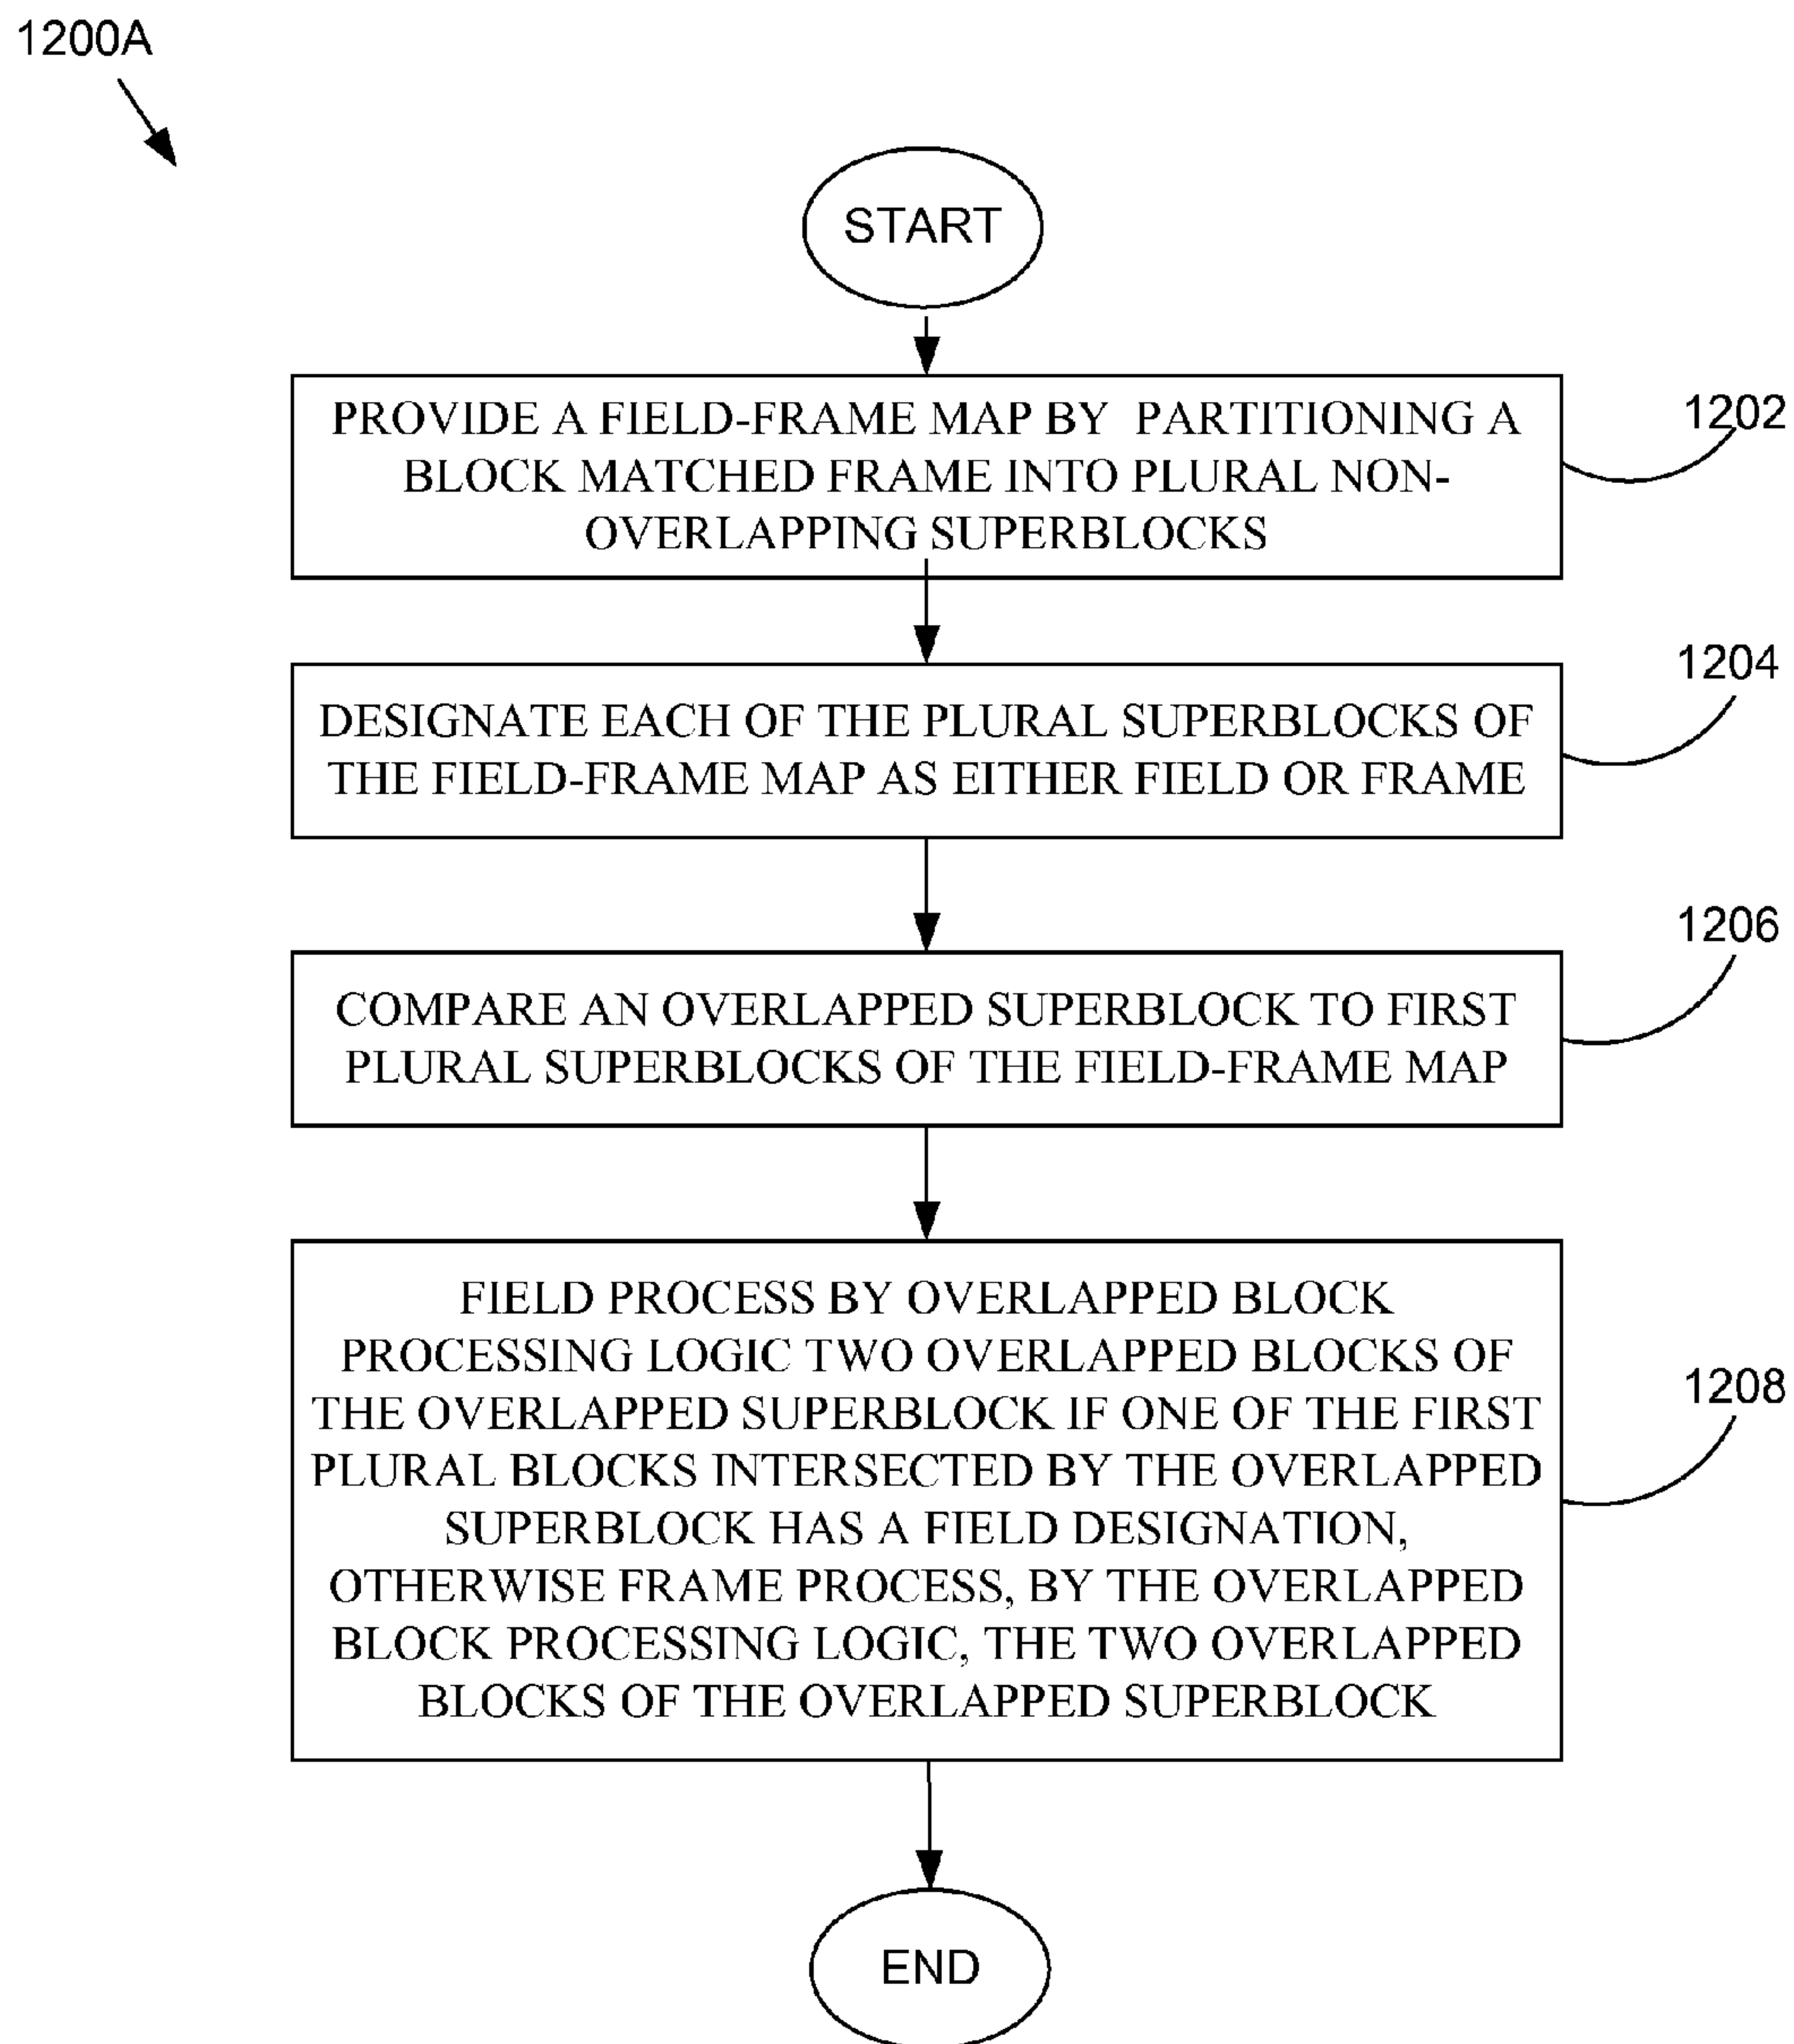 1200A
START
PROVIDE A FIELD-FRAME MAP BY PARTITIONING A
BLOCK MATCHED FRAME INTO PLURAL NON-
OVERLAPPING SUPERBLOCKS
1202
DESIGNATE EACH OF THE PLURAL SUPERBLOCKS OF
THE FIELD-FRAME MAP AS EITHER FIELD OR FRAME
1204
COMPARE AN OVERLAPPED SUPERBLOCK TO FIRST
PLURAL SUPERBLOCKS OF THE FIELD-FRAME MAP
1206
FIELD PROCESS BY OVERLAPPED BLOCK
PROCESSING LOGIC TWO OVERLAPPED BLOCKS OF
THE OVERLAPPED SUPERBLOCK IF ONE OF THE FIRST
PLURAL BLOCKS INTERSECTED BY THE OVERLAPPED
SUPERBLOCK HAS A FIELD DESIGNATION,
OTHERWISE FRAME PROCESS, BY THE OVERLAPPED
BLOCK PROCESSING LOGIC, THE TWO OVERLAPPED
BLOCKS OF THE OVERLAPPED SUPERBLOCK
1208
END